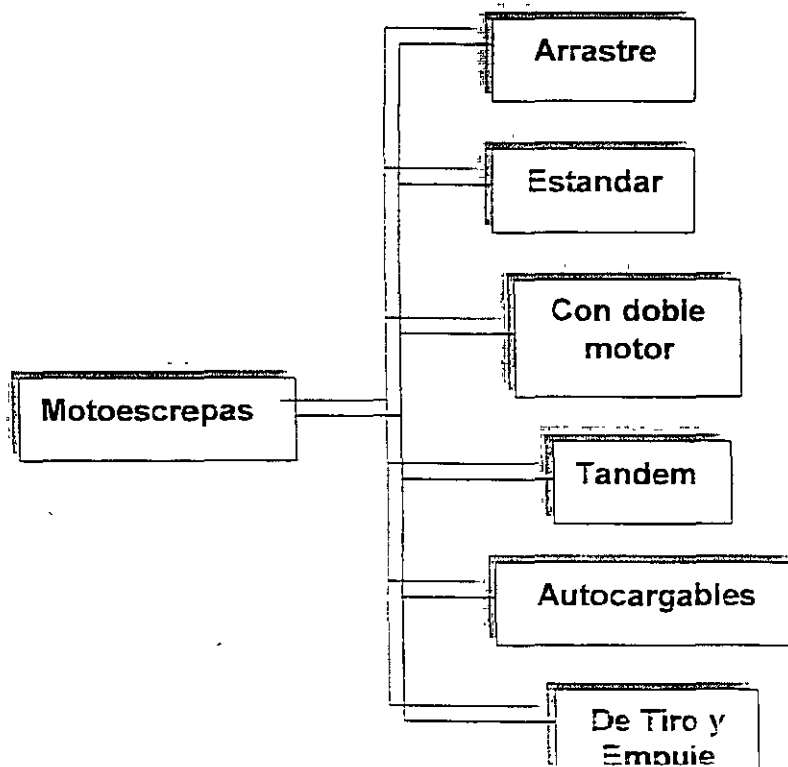 Arrastre
Estandar
Con doble
motor
Motoescrepas
Tandem
Autocargables
De Tiro y
Empuje